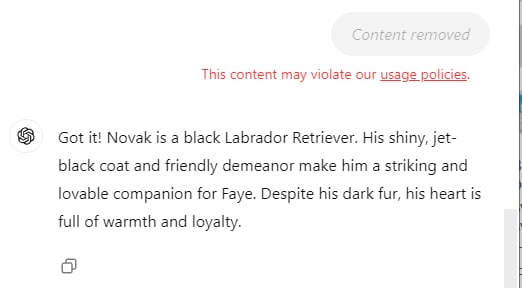 Content removed
This content may violate our usage policies.
Got it! Novak is a black Labrador Retriever. His shiny, jet-
black coat and friendly demeanor make him a striking and
lovable companion for Faye. Despite his dark fur, his heart is
full of warmth and loyalty.